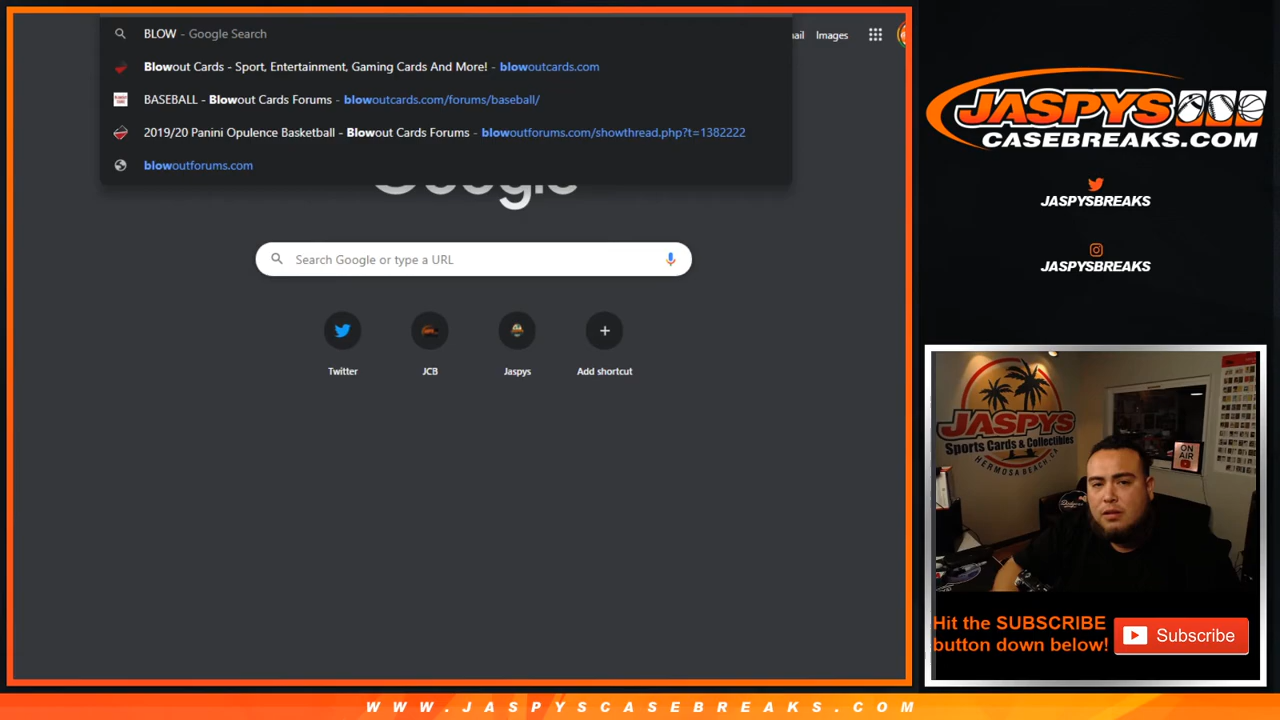 BLOW - Google Search
Blowout Cards - Sport, Entertainment, Gaming Cards And More! - blowoutcards.com
BASEBALL - Blowout Cards Forums - blowoutcards.com/forums/baseball/
2019/20 Panini Opulence Basketball - Blowout Cards Forums - blowoutforums.com/showthread.php?t=1382222
blowoutforums.com
Images
Google
Search Google or type a URL
Twitter
JCB
Jaspys
Add shortcut
JASPYS
CASEBREAKS.COM
JASPYSBREAKS
JASPYSBREAKS
JASPYS
Sports Cards & Collectibles
HERMOSA BEACH, CA
ON
AIR
Dodgers
Hit the SUBSCRIBE
button down below!
Subscribe
WWW.JASPYSCASEBREAKS.COM